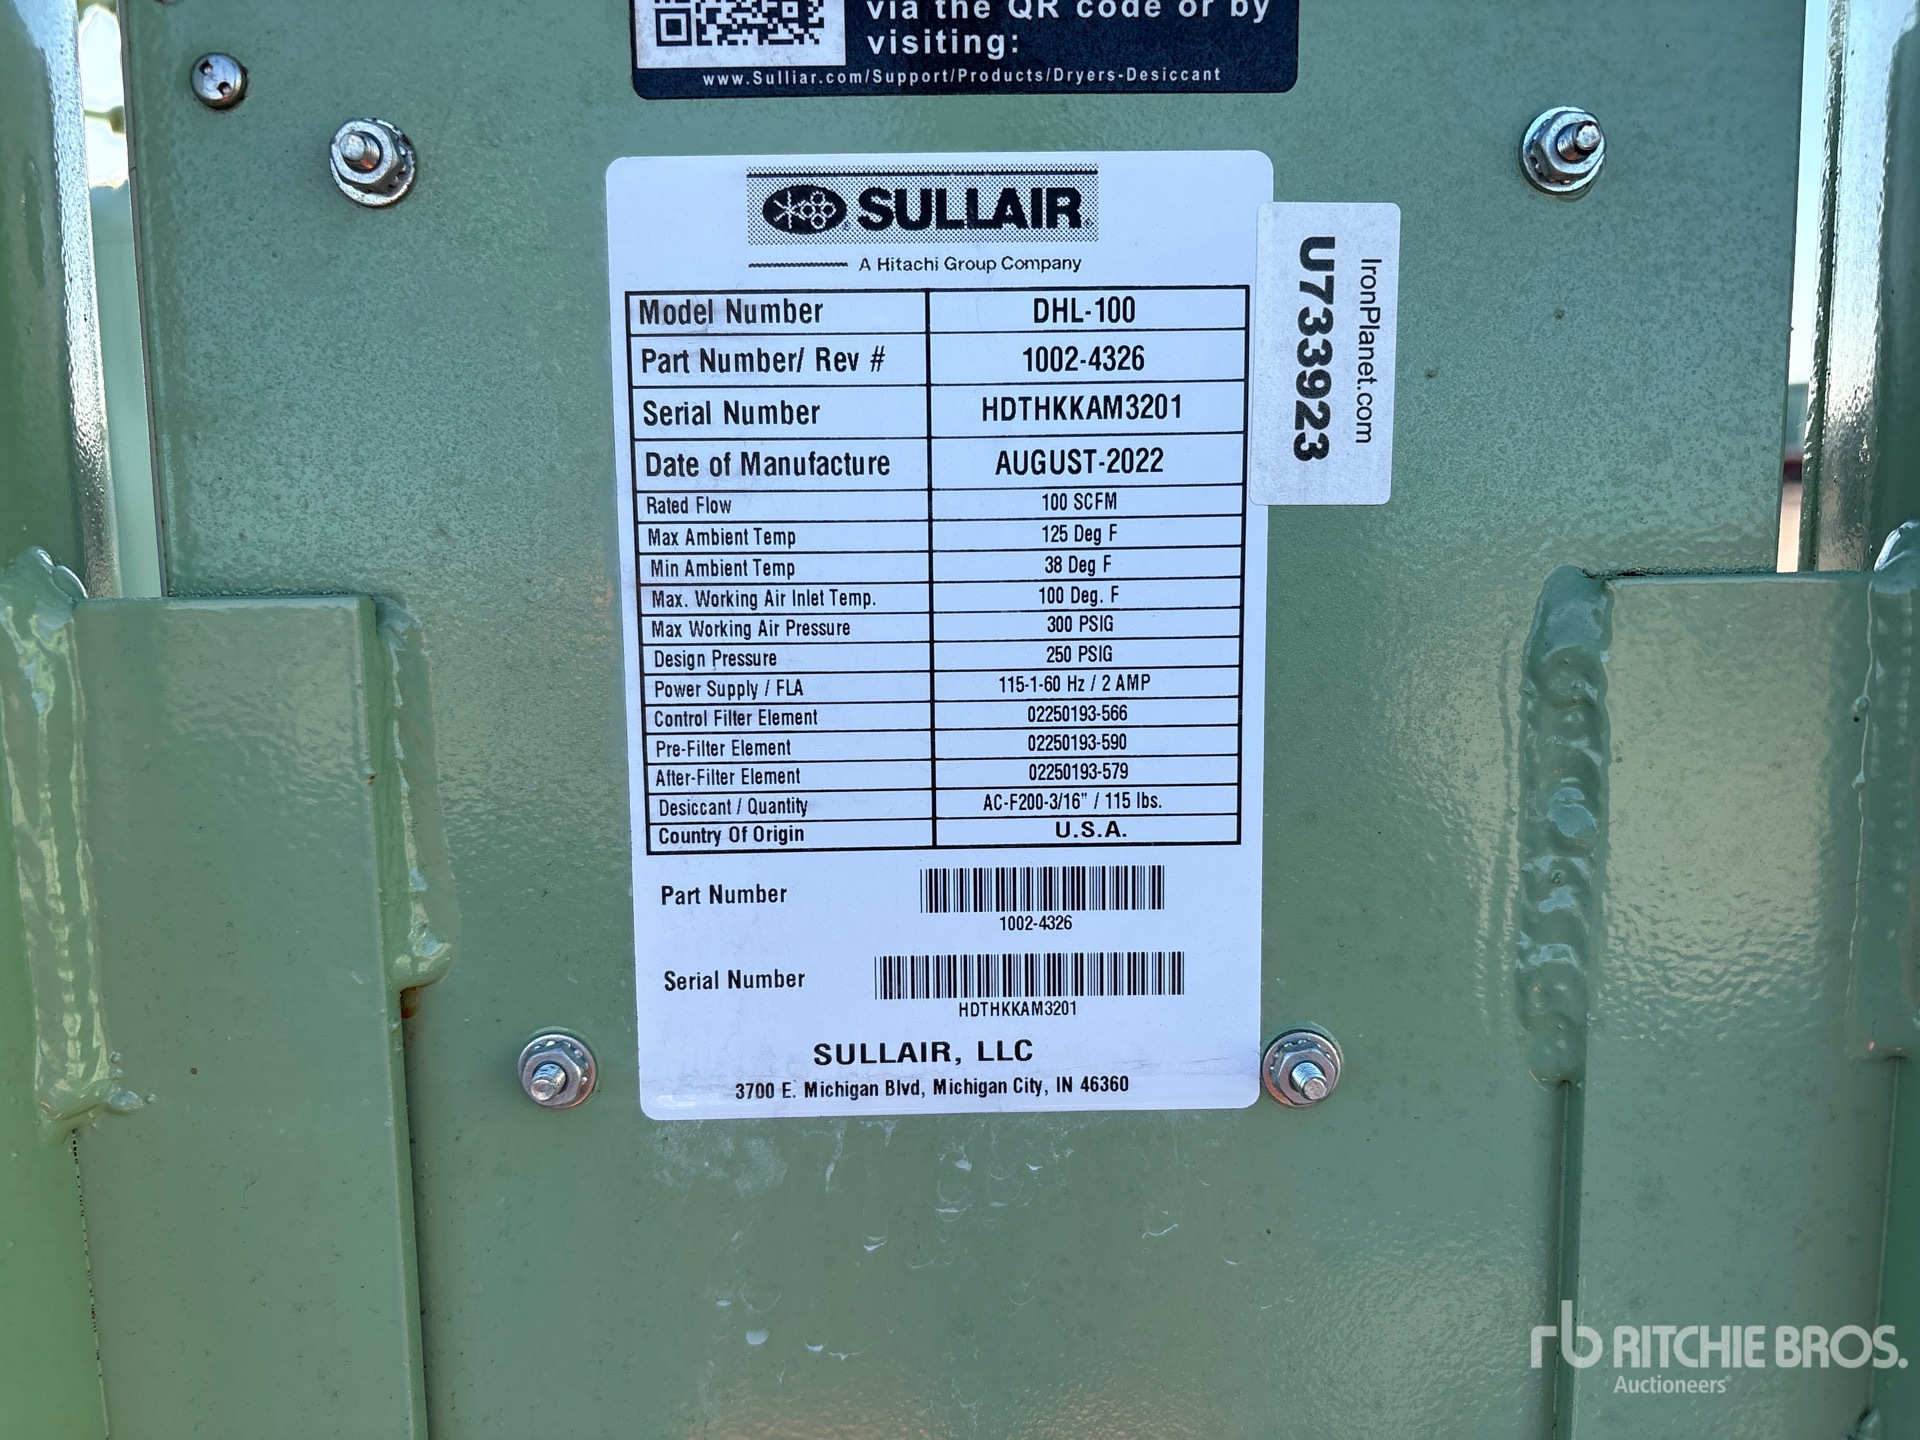 via the QR code or by
visiting:
www.Sulliar.com/Support/Products/Dryers-Desiccant
SULLAIR
A Hitachi Group Company
Model Number DHL-100
Part Number/ Rev # 1002-4326
Serial Number HDTHKKAM3201
Date of Manufacture AUGUST-2022
Rated Flow 100 SCFM
Max Ambient Temp 125 Deg F
Min Ambient Temp 38 Deg F
Max. Working Air Inlet Temp. 100 Deg. F
Max Working Air Pressure 300 PSIG
Design Pressure 250 PSIG
Power Supply / FLA 115-1-60 Hz / 2 AMP
Control Filter Element 02250193-566
Pre-Filter Element 02250193-590
After-Filter Element 02250193-579
Desiccant / Quantity AC-F200-3/16" / 115 lbs.
Country Of Origin U.S.A.
Part Number
1002-4326
Serial Number
HDTHKKAM3201
SULLAIR, LLC
3700 E. Michigan Blvd, Michigan City, IN 46360
IronPlanet.com
U733923
rb RITCHIE BROS.
Auctioneers